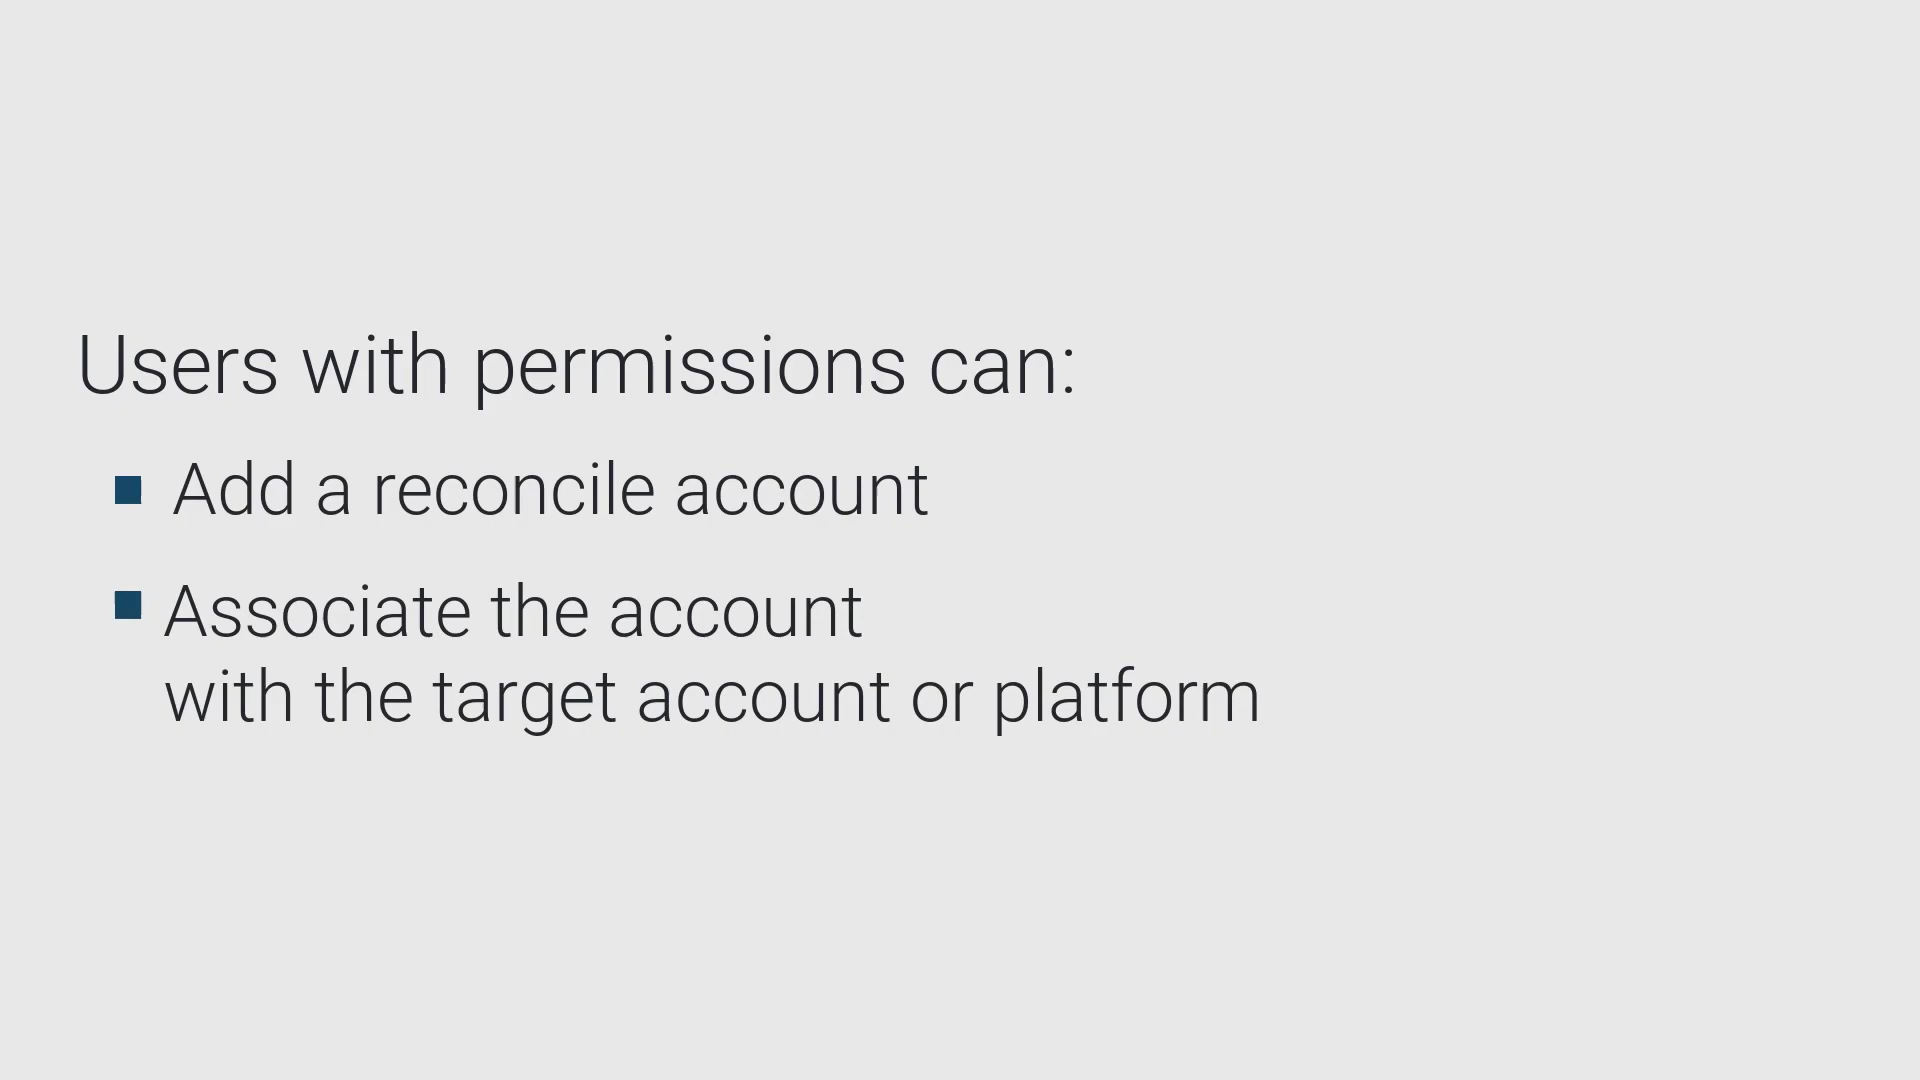 Users with permissions can:
Add a reconcile account
Associate the account
with the target account or platform